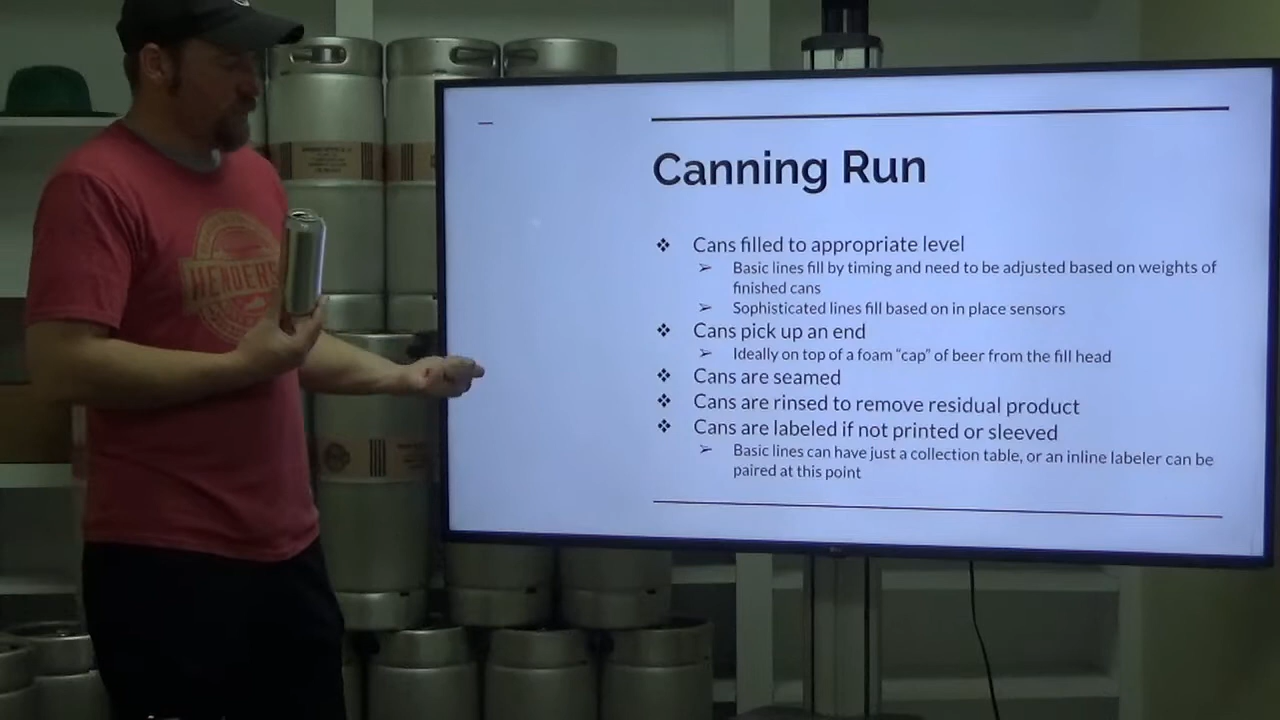 Canning Run
❖ Cans filled to appropriate level
➢ Basic lines fill by timing and need to be adjusted based on weights of
finished cans
➢ Sophisticated lines fill based on in place sensors
❖ Cans pick up an end
➢ Ideally on top of a foam “cap” of beer from the fill head
❖ Cans are seamed
❖ Cans are rinsed to remove residual product
❖ Cans are labeled if not printed or sleeved
➢ Basic lines can have just a collection table, or an inline labeler can be
paired at this point
HENDERS